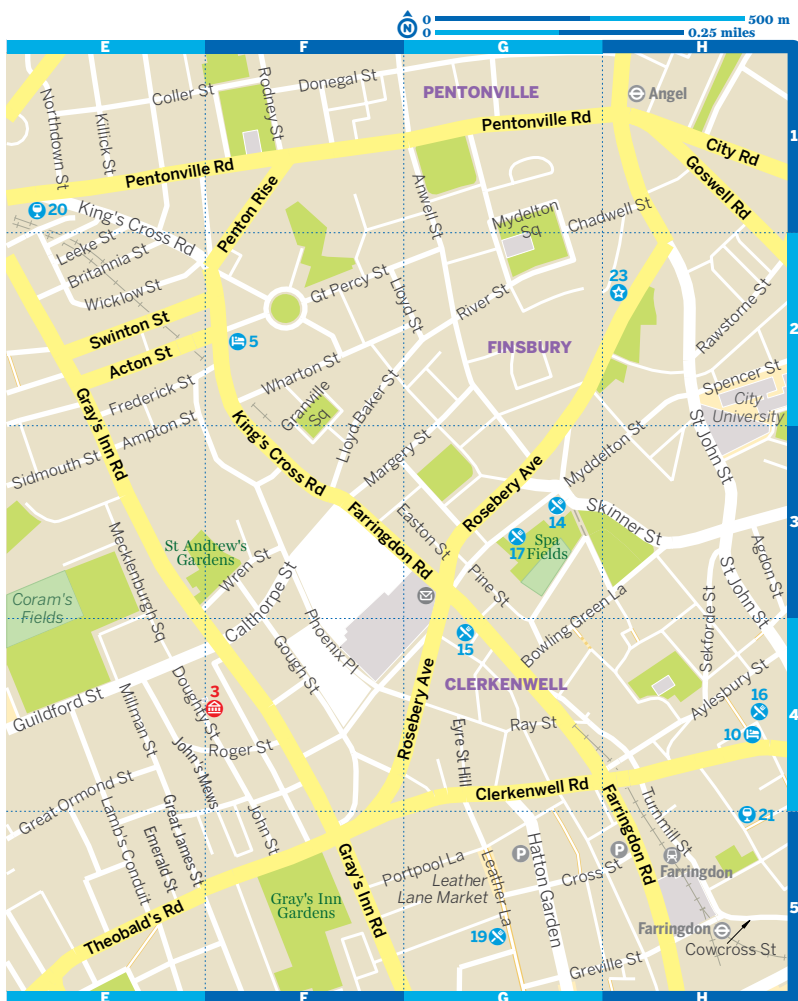 N
0
500 m
0
0.25 miles
E
F
G
H
Rodney St
Donegal St
Coller St
PENTONVILLE
Angel
Northdown St
Killick St
Pentonville Rd
1
City Rd
Goswell Rd
Pentonville Rd
Penton Rise
Anwell St
Mydelton
Sq
Chadwell St
20
King's Cross Rd
Leeke St
Britannia St
Wicklow St
Gt Percy St
Lloyd St
River St
23
Rawstorne St
Swinton St
Acton St
5
FINSBURY
2
Frederick St
Wharton St
Granville
Sq
Lloyd Baker St
Spencer St
City
University
Gray's Inn Rd
Ampton St
King's Cross Rd
Margery St
Myddelton St
St John St
Sidmouth St
Rosebery Ave
14
Skinner St
Farringdon Rd
Easton St
17
Spa
Fields
3
Mecklenburgh Sq
St Andrew's
Gardens
Wren St
Calthorpe St
Pine St
St John St
Agdon St
Coram's
Fields
Phoenix Pl
Gough St
Bowling Green La
Sekforde St
15
CLERKENWELL
Guildford St
Doughty St
3
Millman St
Rosebery Ave
Aylesbury St
16
10
4
John's Mews
Roger St
Eyre St Hill
Ray St
Great Ormond St
Lamb's Conduit
Great James St
Emerald St
John St
Clerkenwell Rd
Farringdon Rd
Turnmill St
21
P
P
Portpool La
Leather
Lane Market
Leather La
Hatton Garden
Cross St
Farringdon
5
Gray's Inn
Gardens
Gray's Inn Rd
Theobald's Rd
19
Farringdon
Cowcross St
Greville St
E
F
G
H